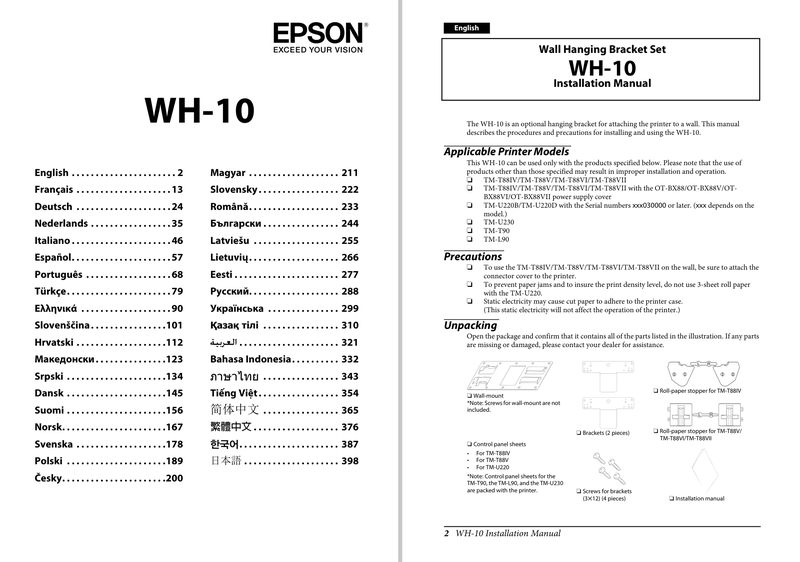 EPSON®
EXCEED YOUR VISION
WH-10
English . . . . . . . . . . . . . . . . . . . . . 2
Français . . . . . . . . . . . . . . . . . . . 13
Deutsch . . . . . . . . . . . . . . . . . . . 24
Nederlands . . . . . . . . . . . . . . . . 35
Italiano . . . . . . . . . . . . . . . . . . . . 46
Español. . . . . . . . . . . . . . . . . . . . 57
Português . . . . . . . . . . . . . . . . . 68
Türkçe. . . . . . . . . . . . . . . . . . . . . 79
Ελληνικά . . . . . . . . . . . . . . . . . . 90
Slovenščina . . . . . . . . . . . . . . . 101
Hrvatski . . . . . . . . . . . . . . . . . . 112
Македонски . . . . . . . . . . . . . . 123
Srpski . . . . . . . . . . . . . . . . . . . . 134
Dansk . . . . . . . . . . . . . . . . . . . . 145
Suomi . . . . . . . . . . . . . . . . . . . . 156
Norsk. . . . . . . . . . . . . . . . . . . . . 167
Svenska . . . . . . . . . . . . . . . . . . 178
Polski . . . . . . . . . . . . . . . . . . . . 189
Česky. . . . . . . . . . . . . . . . . . . . . 200
Magyar . . . . . . . . . . . . . . . . . . . 211
Slovensky. . . . . . . . . . . . . . . . . 222
Română. . . . . . . . . . . . . . . . . . . 233
Български . . . . . . . . . . . . . . . . 244
Latviešu . . . . . . . . . . . . . . . . . . 255
Lietuvių. . . . . . . . . . . . . . . . . . . 266
Eesti . . . . . . . . . . . . . . . . . . . . . 277
Русский. . . . . . . . . . . . . . . . . . . 288
Українська . . . . . . . . . . . . . . . 299
Қазақ тілі . . . . . . . . . . . . . . . . 310
العربية . . . . . . . . . . . . . . . . . . . . 321
Bahasa Indonesia. . . . . . . . . . 332
ภาษาไทย . . . . . . . . . . . . . . . . 343
Tiếng Việt. . . . . . . . . . . . . . . . . 354
简体中文 . . . . . . . . . . . . . . . . 365
繁體中文 . . . . . . . . . . . . . . . . . 376
한국어. . . . . . . . . . . . . . . . . . . . 387
日本語 . . . . . . . . . . . . . . . . . . . 398
English
Wall Hanging Bracket Set
WH-10
Installation Manual
The WH-10 is an optional hanging bracket for attaching the printer to a wall. This manual
describes the procedures and precautions for installing and using the WH-10.
Applicable Printer Models
This WH-10 can be used only with the products specified below. Please note that the use of
products other than those specified may result in improper installation and operation.
❏ TM-T88IV/TM-T88V/TM-T88VI/TM-T88VII
❏ TM-T88IV/TM-T88V/TM-T88VI/TM-T88VII with the OT-BX88/OT-BX88V/OT-
BX88VI/OT-BX88VII power supply cover
❏ TM-U220B/TM-U220D with the Serial numbers xxx030000 or later. (xxx depends on the
model.)
❏ TM-U230
❏ TM-T90
❏ TM-L90
Precautions
❏ To use the TM-T88IV/TM-T88V/TM-T88VI/TM-T88VII on the wall, be sure to attach the
connector cover to the printer.
❏ To prevent paper jams and to insure the print density level, do not use 3-sheet roll paper
with the TM-U220.
❏ Static electricity may cause cut paper to adhere to the printer case.
(This static electricity will not affect the operation of the printer.)
Unpacking
Open the package and confirm that it contains all of the parts listed in the illustration. If any parts
are missing or damaged, please contact your dealer for assistance.
❏ Wall-mount
*Note: Screws for wall-mount are not
included.
❏ Control panel sheets
• For TM-T88IV
• For TM-T88V
• For TM-U220
*Note: Control panel sheets for the
TM-T90, the TM-L90, and the TM-U230
are packed with the printer.
❏ Brackets (2 pieces)
❏ Screws for brackets
(3×12) (4 pieces)
❏ Roll-paper stopper for TM-T88IV
❏ Roll-paper stopper for TM-T88V/
TM-T88VI/TM-T88VII
❏ Installation manual
2 WH-10 Installation Manual